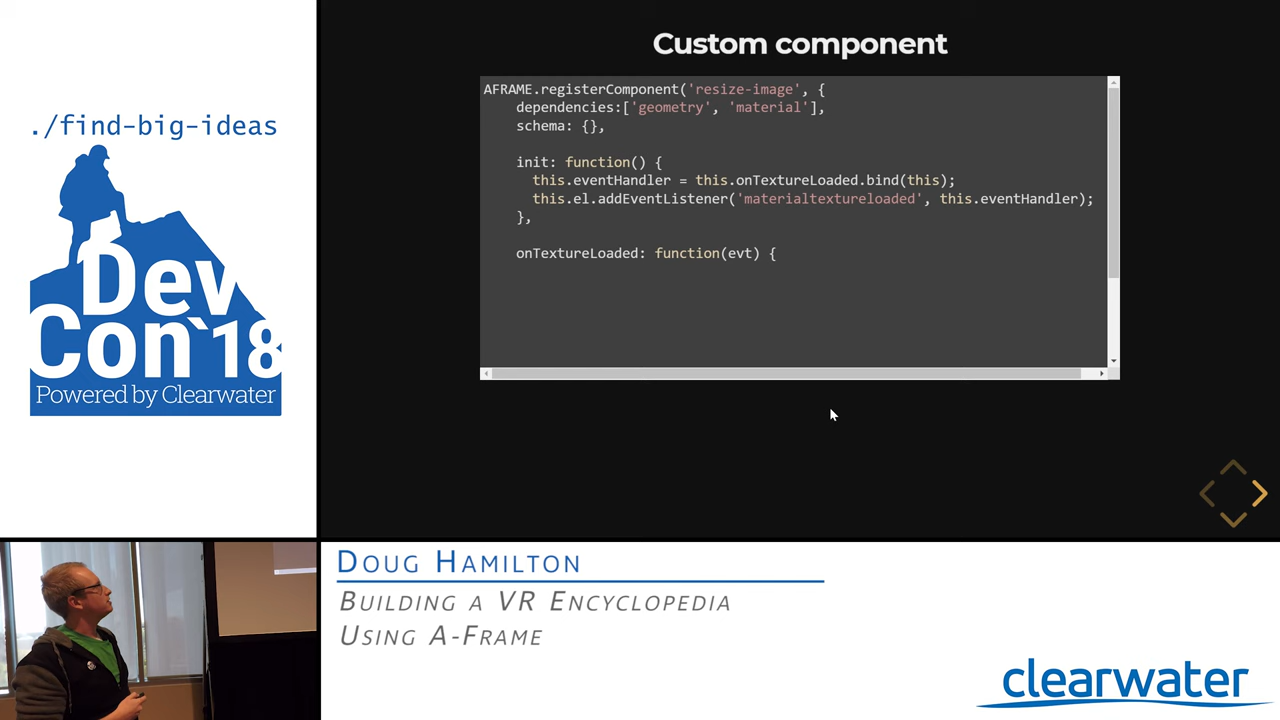 ./find-big-ideas
Dev
Con`18
Powered by Clearwater
Custom component
AFRAME.registerComponent('resize-image', {
dependencies:['geometry', 'material'],
schema: {},
init: function() {
this.eventHandler = this.onTextureLoaded.bind(this);
this.el.addEventListener('materialtextureloaded', this.eventHandler);
},
onTextureLoaded: function(evt) {
Doug Hamilton
Building a VR Encyclopedia
Using A-Frame
clearwater